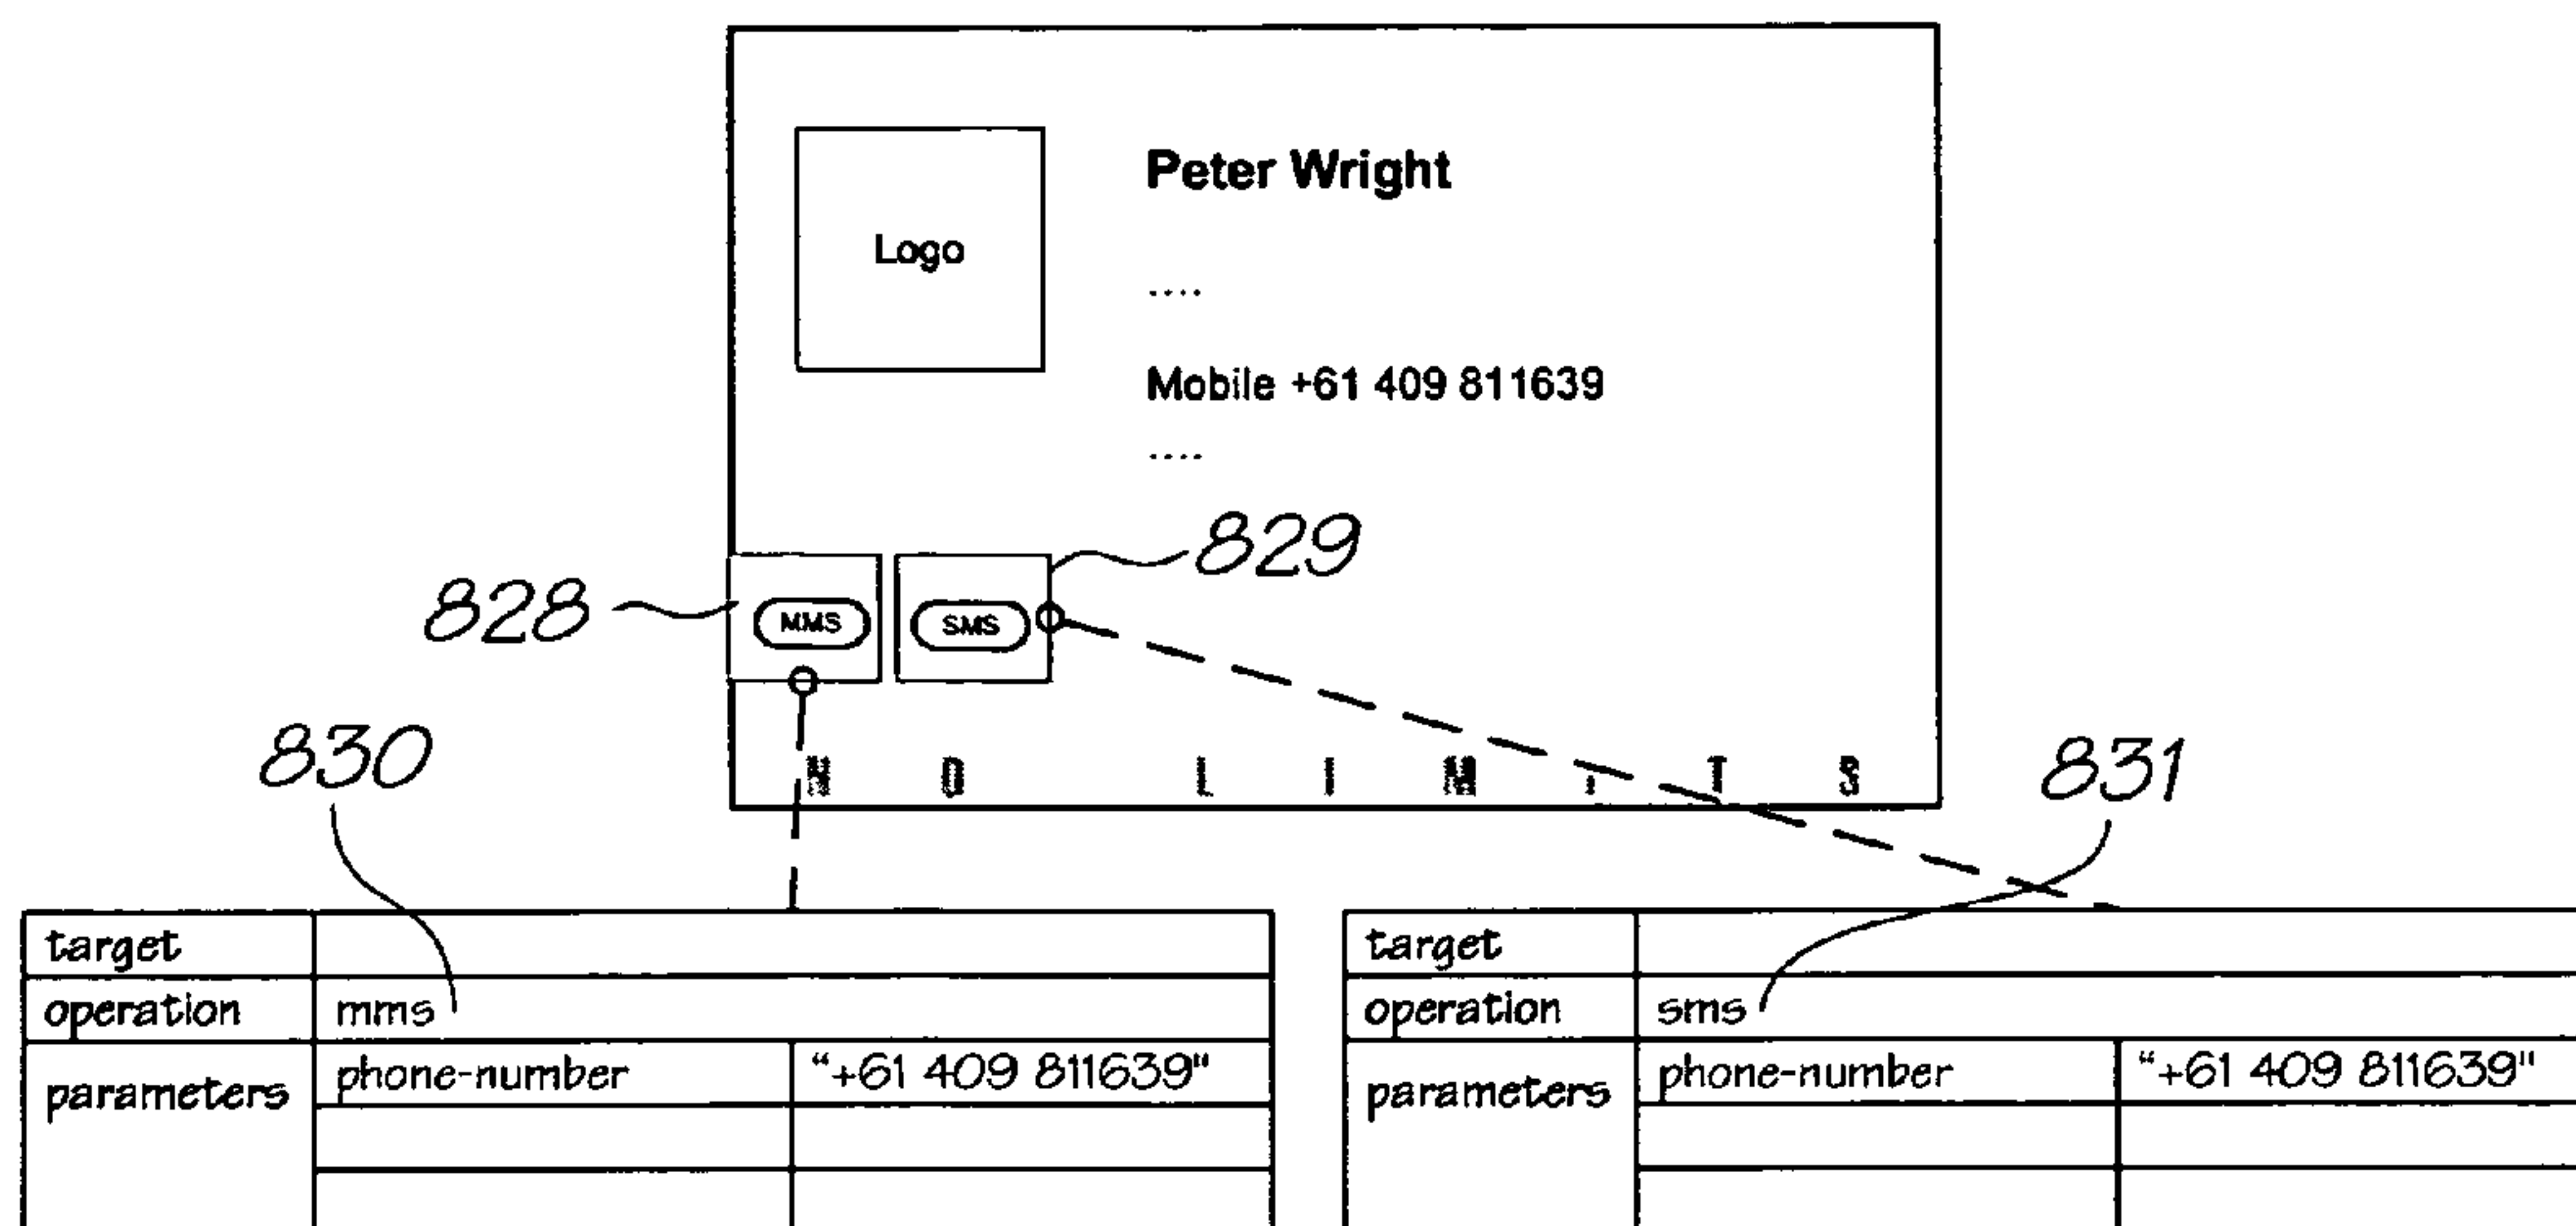 Peter Wright
Logo
....
Mobile +61 409 811639
....
829
828
MMS SMS
830
831
target
operation mms
parameters phone-number "+61 409 811639"
target
operation sms
parameters phone-number "+61 409 811639"